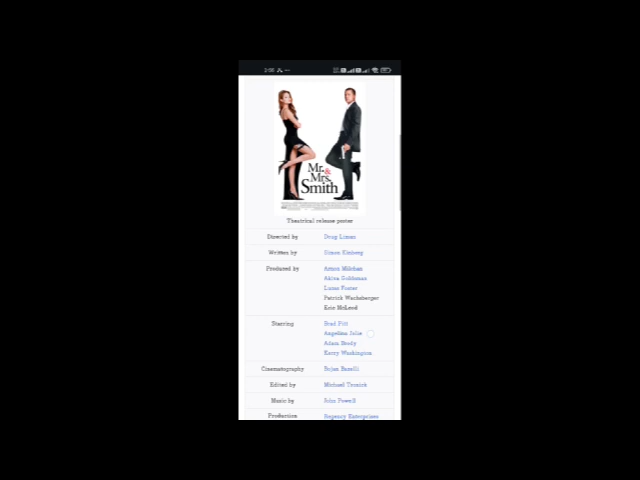 2:00
Mr. &
Mrs.
Smith
Theatrical release poster
Directed by Doug Liman
Written by Simon Kinberg
Produced by Arnon Milchan
Akiva Goldsman
Lucas Foster
Patrick Wachsberger
Eric McLeod
Starring Brad Pitt
Angelina Jolie
Adam Brody
Kerry Washington
Cinematography Bojan Bazelli
Edited by Michael Tronick
Music by John Powell
Production Regency Enterprises